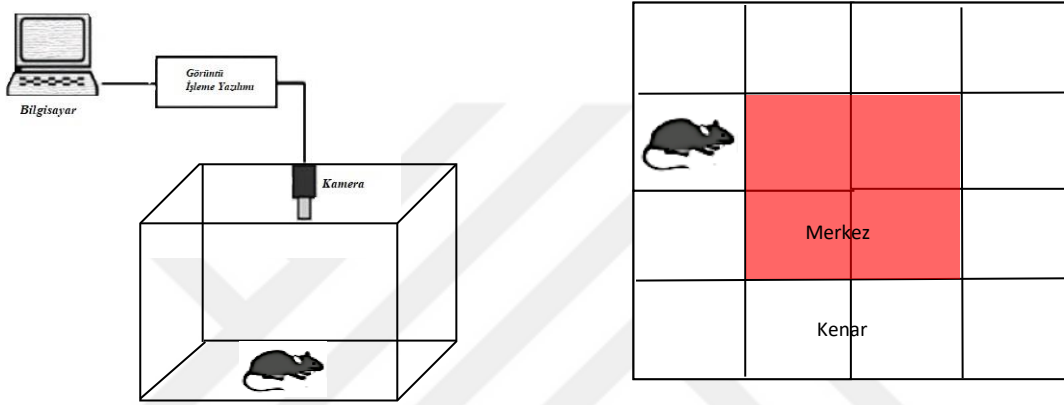 Görüntü
İşleme Yazılımı
Bilgisayar
Kamera
Merkez
Kenar